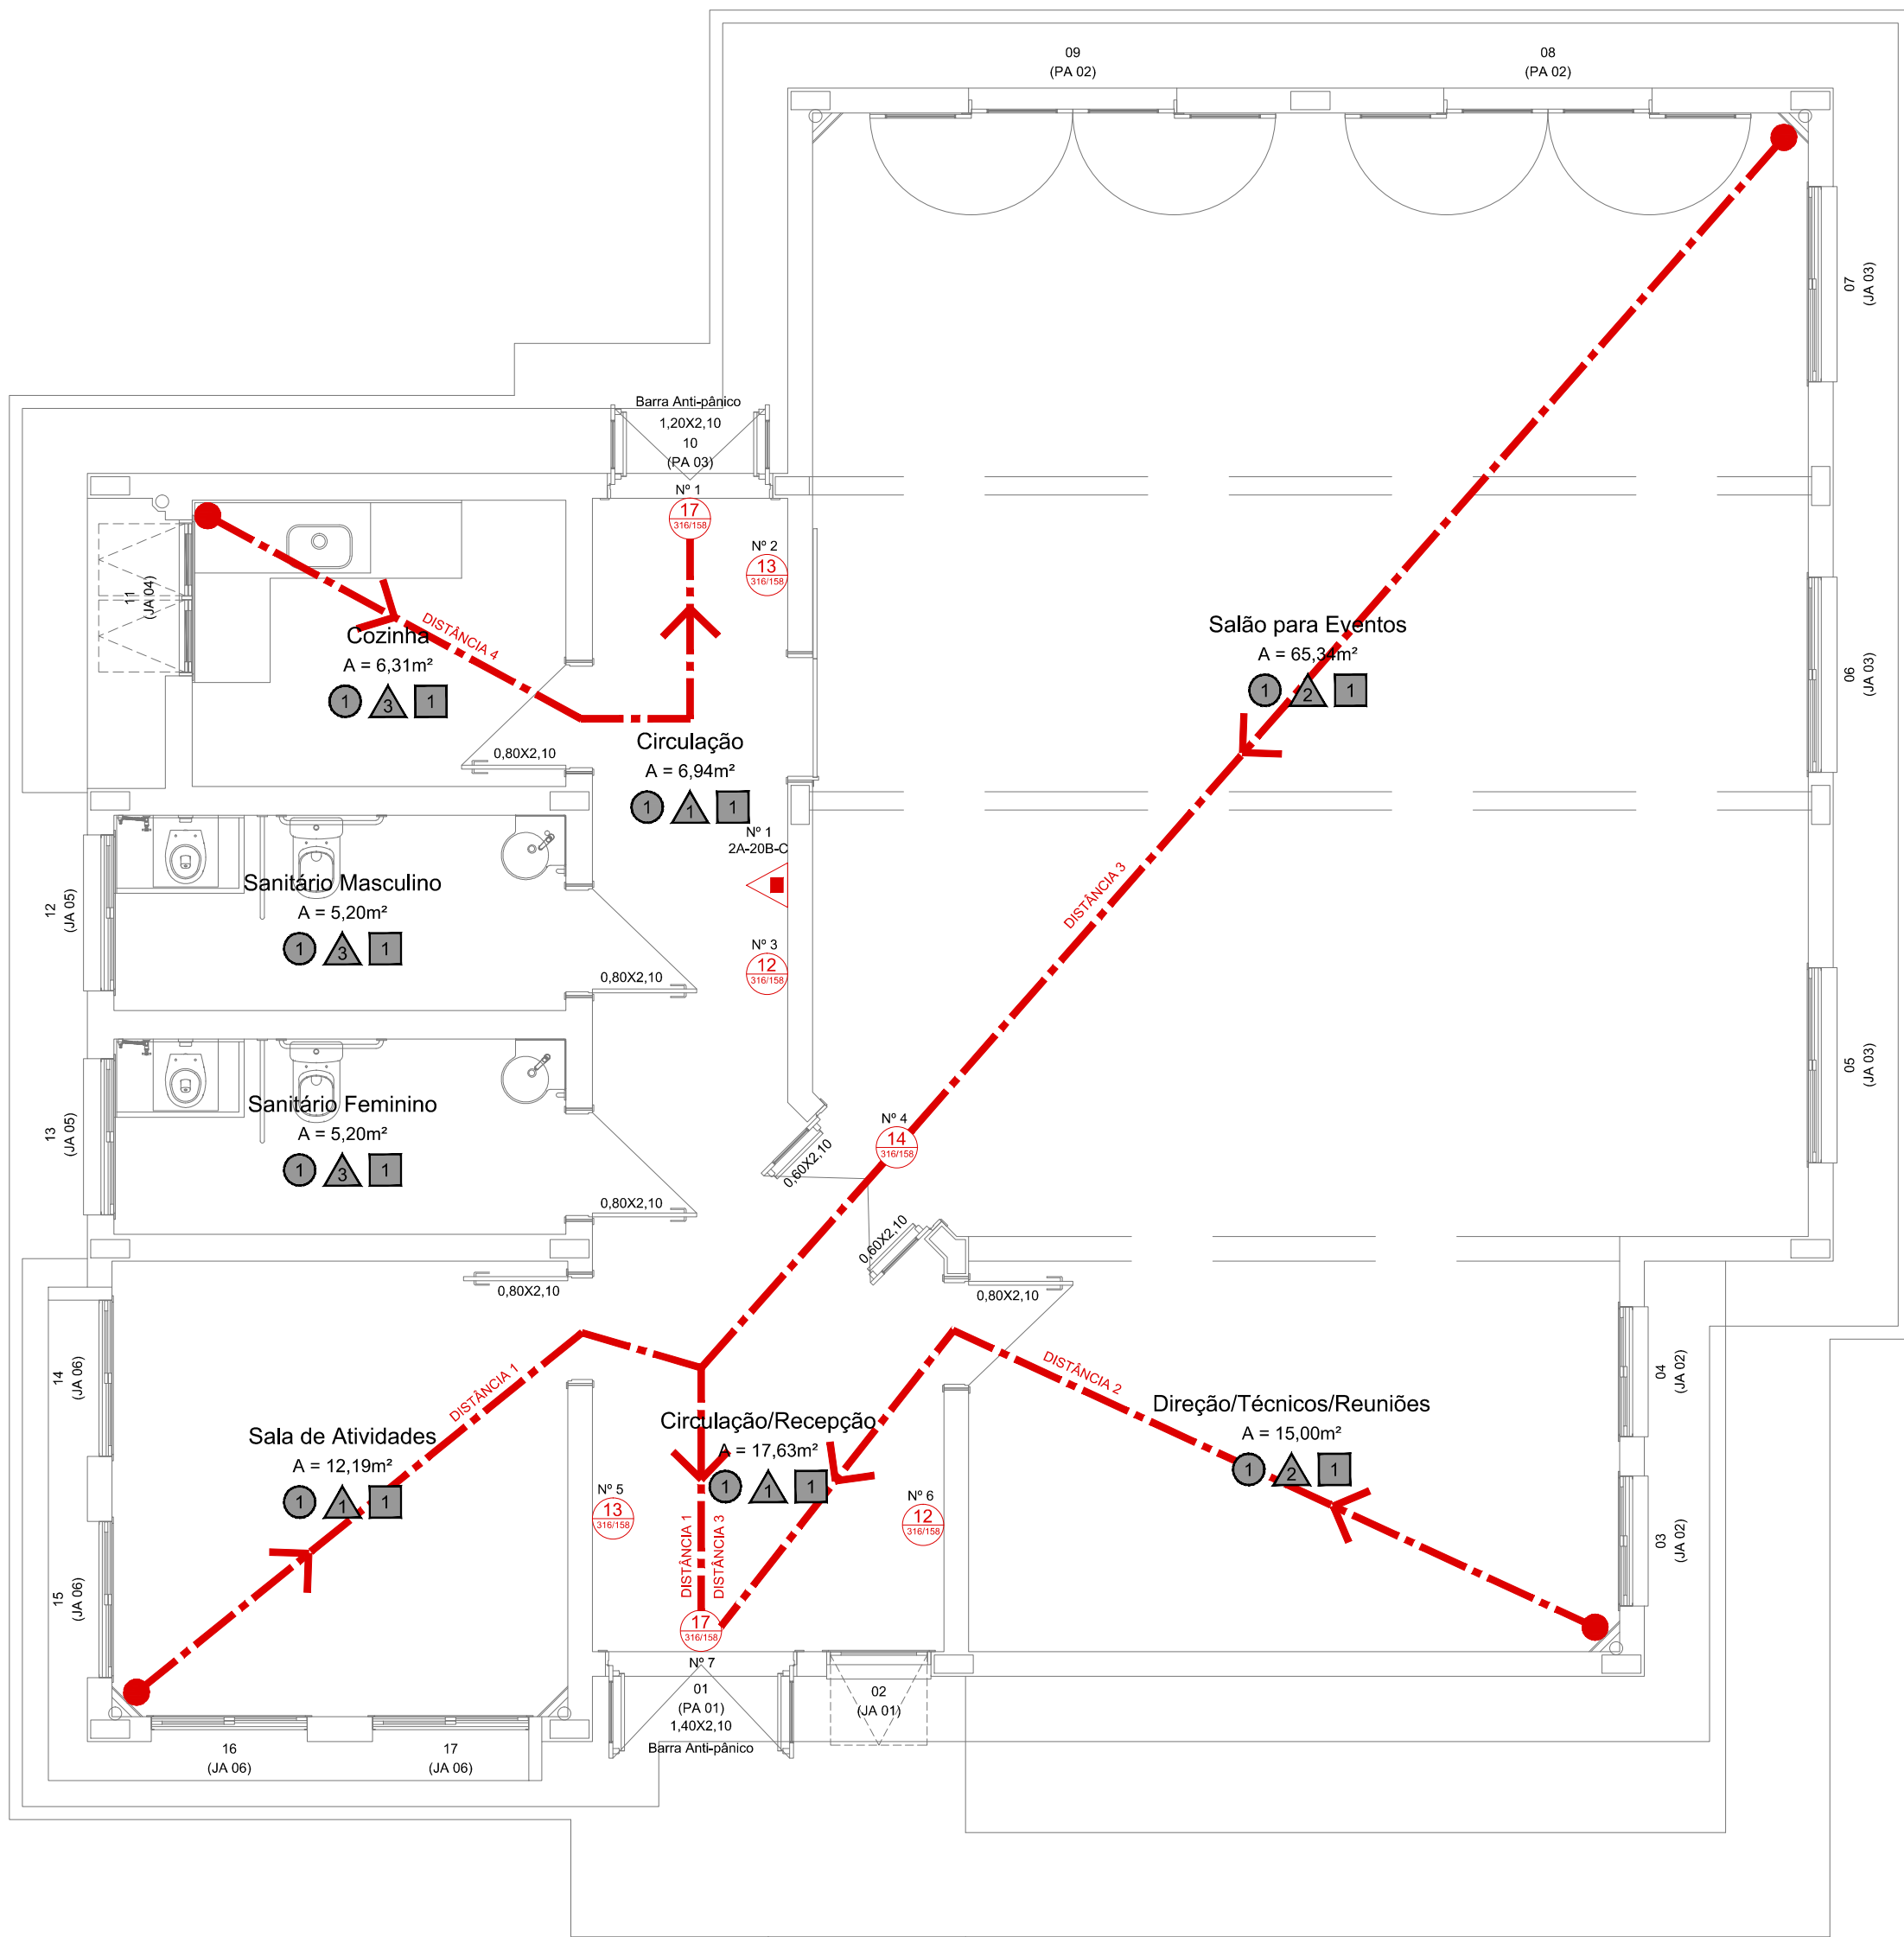 09
(PA 02)
08
(PA 02)
07
(JA 03)
Barra Anti-pânico
1,20X2,10
10
(PA 03)
Nº 1
17
316/158
Nº 2
13
316/158
11
(JA 04)
DISTÂNCIA 4
Cozinha
A = 6,31m²
1
3
1
0,80X2,10
Circulação
A = 6,94m²
1
1
1
Salão para Eventos
A = 65,34m²
1
2
1
06
(JA 03)
Nº 1
2A-20B-C
DISTÂNCIA 3
Sanitário Masculino
A = 5,20m²
1
3
1
12
(JA 05)
0,80X2,10
Nº 3
12
316/158
05
(JA 03)
Sanitário Feminino
A = 5,20m²
1
3
1
13
(JA 05)
0,80X2,10
0,60X2,10
Nº 4
14
316/158
0,60X2,10
0,80X2,10
0,80X2,10
14
(JA 06)
DISTÂNCIA 1
DISTÂNCIA 2
04
(JA 02)
Sala de Atividades
A = 12,19m²
1
1
1
Circulação/Recepção
A = 17,63m²
1
1
1
Direção/Técnicos/Reuniões
A = 15,00m²
1
2
1
Nº 5
13
316/158
Nº 6
12
316/158
03
(JA 02)
DISTÂNCIA 1
DISTÂNCIA 3
15
(JA 06)
17
316/158
Nº 7
01
(PA 01)
1,40X2,10
Barra Anti-pânico
02
(JA 01)
16
(JA 06)
17
(JA 06)